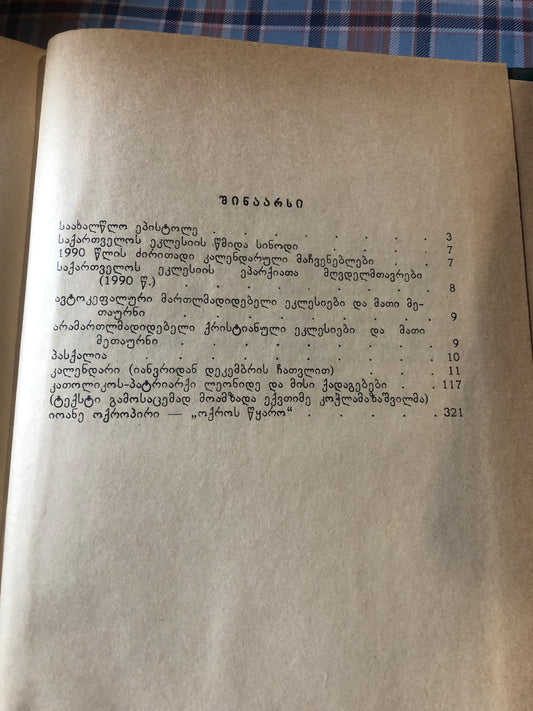 შინაარსი
საახალწლო ეპისტოლე . . . . . . . . . 3
საქართველოს ეკლესიის წმიდა სინოდი . . . . . 7
1990 წლის ძირითადი კალენდარული მაჩვენებლები . . 7
საქართველოს ეკლესიის ეპარქიათა მღვდელმთავრები
(1990 წ.) . . . . . . . . . . . 8
ავტოკეფალური მართლმადიდებელი ეკლესიები და მათი მე-
თაურნი . . . . . . . . . . . 9
არამართლმადიდებელი ქრისტიანული ეკლესიები და მათი
მეთაურნი . . . . . . . . . . 9
პასქალია . . . . . . . . . . . . 10
კალენდარი (იანვრიდან დეკემბრის ჩათვლით) . . . . 11
კათოლიკოს-პატრიარქი ლეონიდე და მისი ქადაგებები . . 117
(ტექსტი გამოსაცემად მოამზადა ექვთიმე კოჭლამაზაშვილმა)
იოანე ოქროპირი — „ოქროს წყარო“ . . . . . 321